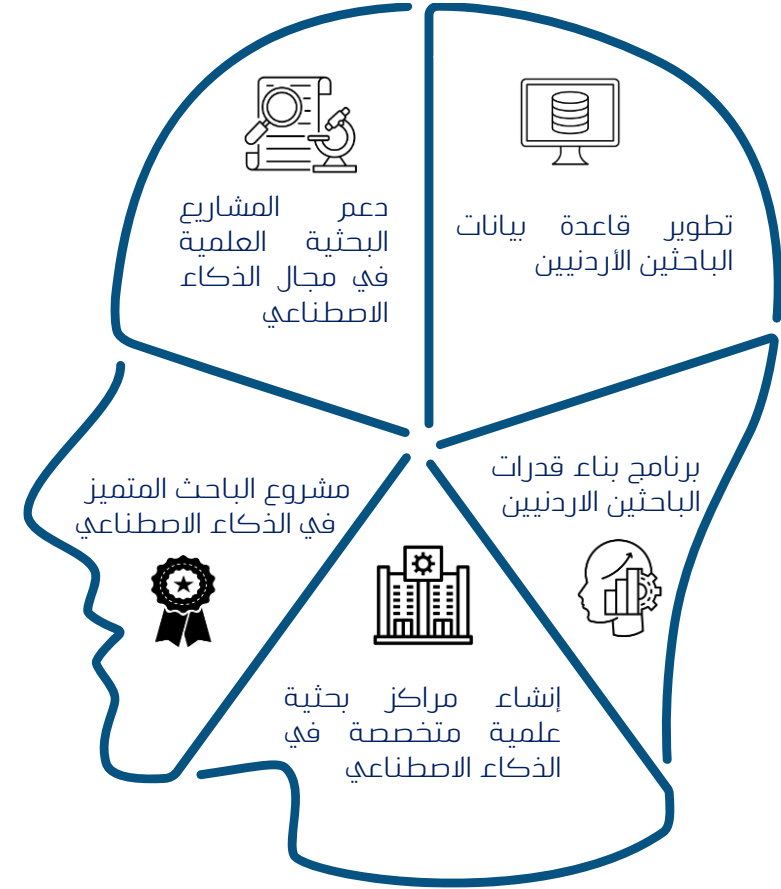 تطوير قاعدة بيانات
الباحثين الأردنيين
دعم المشاريع
البحثية العلمية
في مجال الذكاء
الاصطناعي
برنامج بناء قدرات
الباحثين الاردنيين
مشروع الباحث المتميز
في الذكاء الاصطناعي
إنشاء مراكز بحثية
علمية متخصصة في
الذكاء الاصطناعي